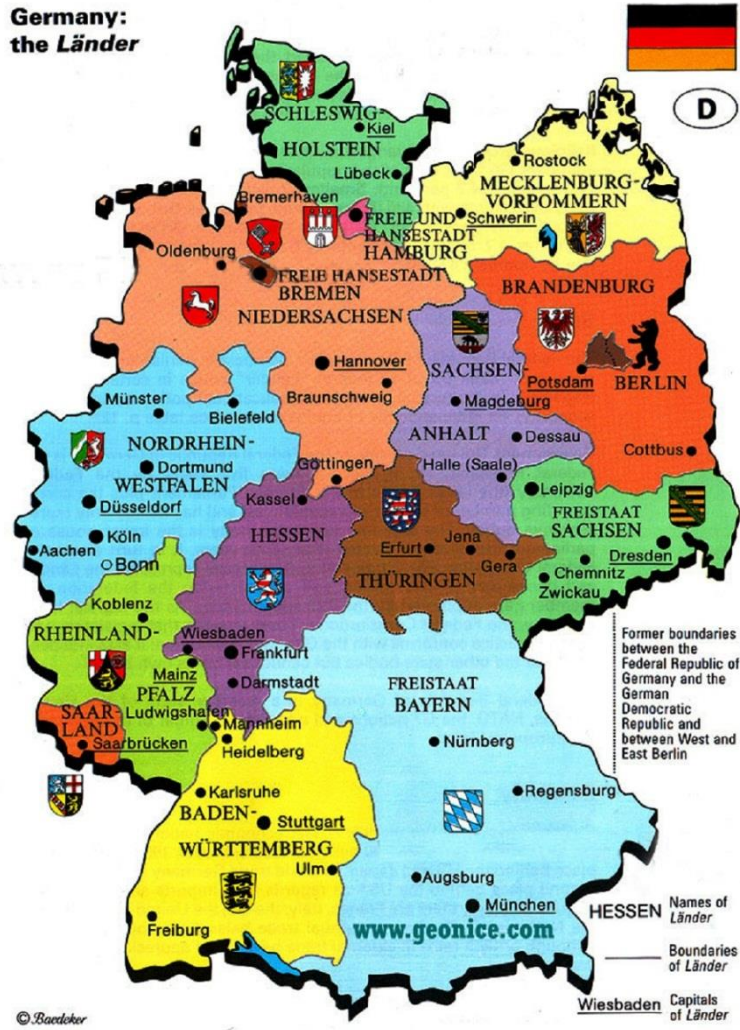 Germany:
the Länder
D
SCHLESWIG-
Kiel
HOLSTEIN
Lübeck
Rostock
MECKLENBURG-
VORPOMMERN
Schwerin
Bremerhaven
FREIE UND
HANSESTADT
HAMBURG
Oldenburg
FREIE HANSESTADT
BREMEN
NIEDERSACHSEN
BRANDENBURG
Hannover
Braunschweig
SACHSEN-
Magdeburg
ANHALT
Dessau
Halle (Saale)
Potsdam
BERLIN
Cottbus
Münster
Bielefeld
NORDRHEIN-
Dortmund
WESTFALEN
Düsseldorf
Köln
Aachen
Bonn
Göttingen
Kassel
HESSEN
Leipzig
FREISTAAT
SACHSEN
Dresden
Chemnitz
Zwickau
Erfurt
Jena
Gera
THÜRINGEN
Koblenz
RHEINLAND-
Wiesbaden
Frankfurt
Mainz
PFALZ
Darmstadt
SAAR-
LAND
Ludwigshafen
Mannheim
Saarbrücken
Heidelberg
FREISTAAT
BAYERN
Nürnberg
Regensburg
Karlsruhe
BADEN-
Stuttgart
WÜRTTEMBERG
Ulm
Augsburg
München
Freiburg
www.geonice.com
Former boundaries
between the
Federal Republic of
Germany and the
German
Democratic
Republic and
between West and
East Berlin
HESSEN Names of
Länder
Boundaries
of Länder
Wiesbaden Capitals
of Länder
© Baedeker